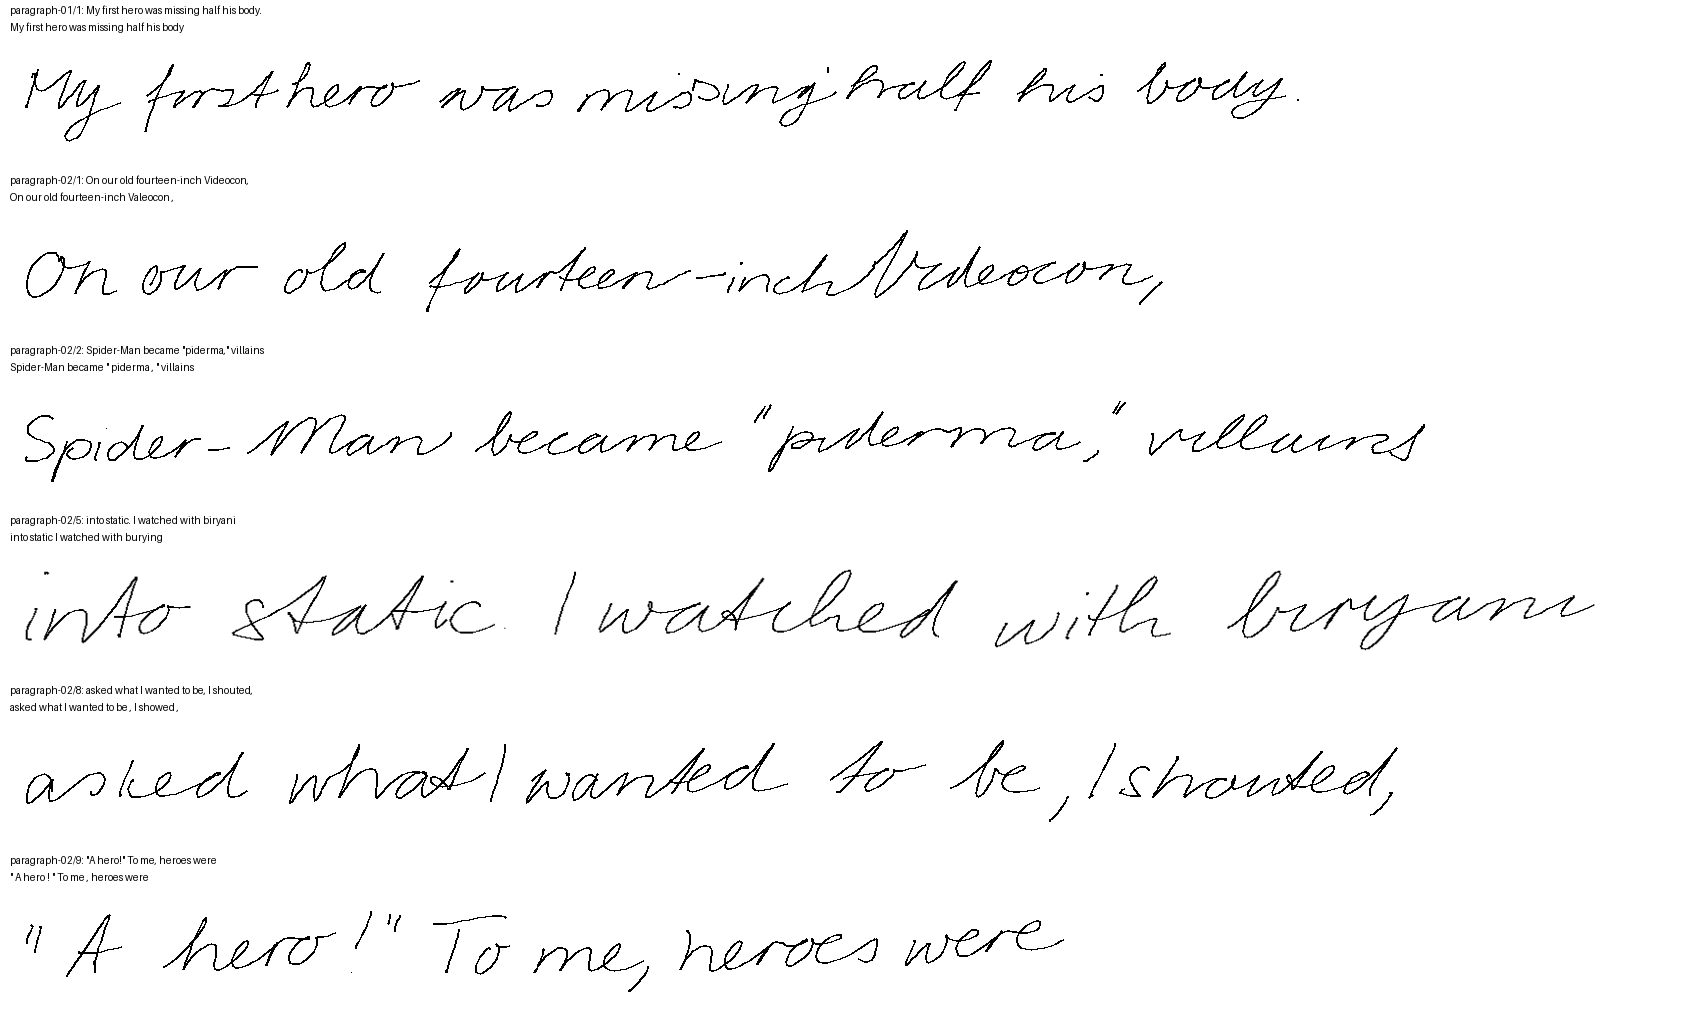 paragraph-01/1: My first hero was missing half his body.
My first hero was missing half his body
My first hero was missing half his body.
paragraph-02/1: On our old fourteen-inch Videocon,
On our old fourteen-inch Valeocon ,
On our old fourteen-inch Videocon,
paragraph-02/2: Spider-Man became "piderma," villains
Spider-Man became " piderma , " villains
Spider-Man became "piderma," villains
paragraph-02/5: into static. I watched with biryani
into static I watched with burying
into static. I watched with biryani
paragraph-02/8: asked what I wanted to be, I shouted,
asked what I wanted to be , I showed ,
asked what I wanted to be, I shouted,
paragraph-02/9: "A hero!" To me, heroes were
" A hero ! " To me , heroes were
"A hero!" To me, heroes were